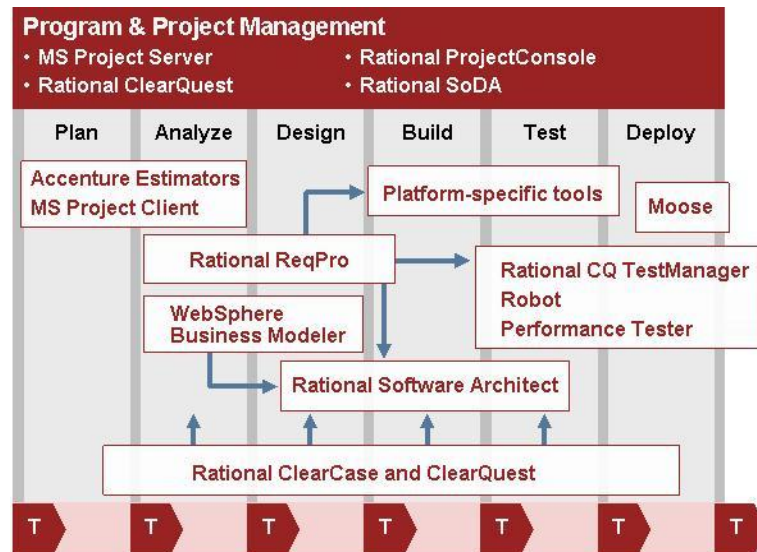 Program & Project Management
• MS Project Server
• Rational ProjectConsole
• Rational ClearQuest
• Rational SoDA
Plan
Analyze
Design
Build
Test
Deploy
Accenture Estimators
MS Project Client
Platform-specific tools
Moose
Rational ReqPro
Rational CQ TestManager
Robot
Performance Tester
WebSphere
Business Modeler
Rational Software Architect
Rational ClearCase and ClearQuest
T
T
T
T
T
T
T